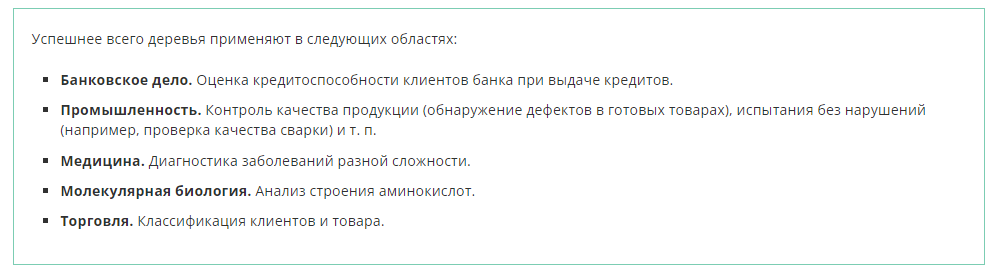 Успешнее всего деревья применяют в следующих областях:
Банковское дело. Оценка кредитоспособности клиентов банка при выдаче кредитов.
Промышленность. Контроль качества продукции (обнаружение дефектов в готовых товарах), испытания без нарушений
(например, проверка качества сварки) и т. п.
Медицина. Диагностика заболеваний разной сложности.
Молекулярная биология. Анализ строения аминокислот.
Торговля. Классификация клиентов и товара.